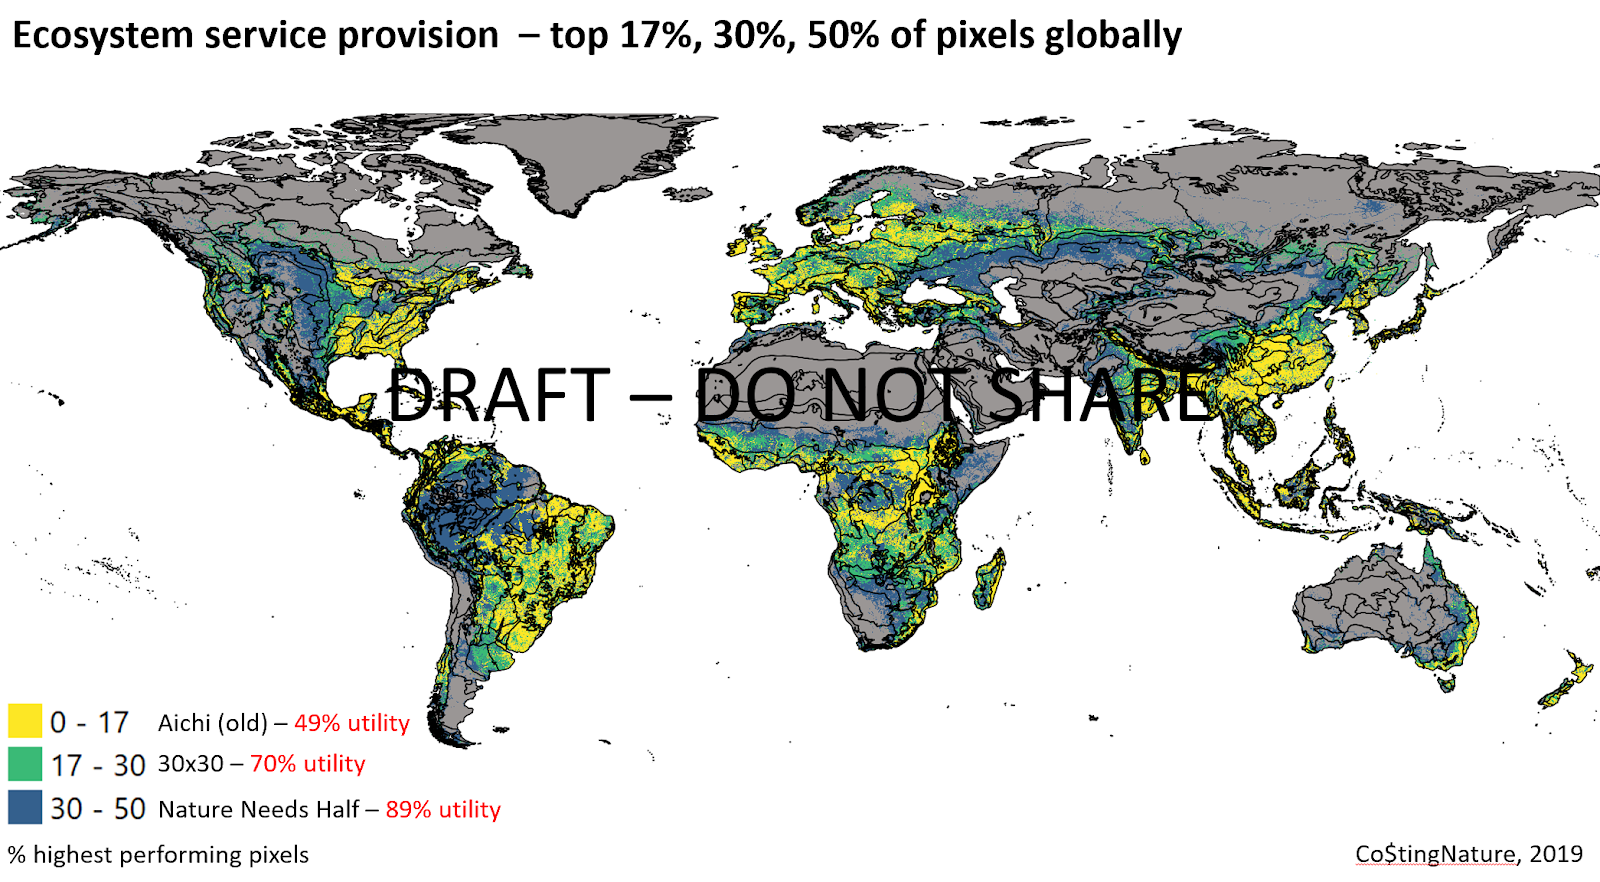 Ecosystem service provision – top 17%, 30%, 50% of pixels globally
DRAFT – DO NOT SHARE
0 - 17 Aichi (old) – 49% utility
17 - 30 30x30 – 70% utility
30 - 50 Nature Needs Half – 89% utility
% highest performing pixels
Co$tingNature, 2019